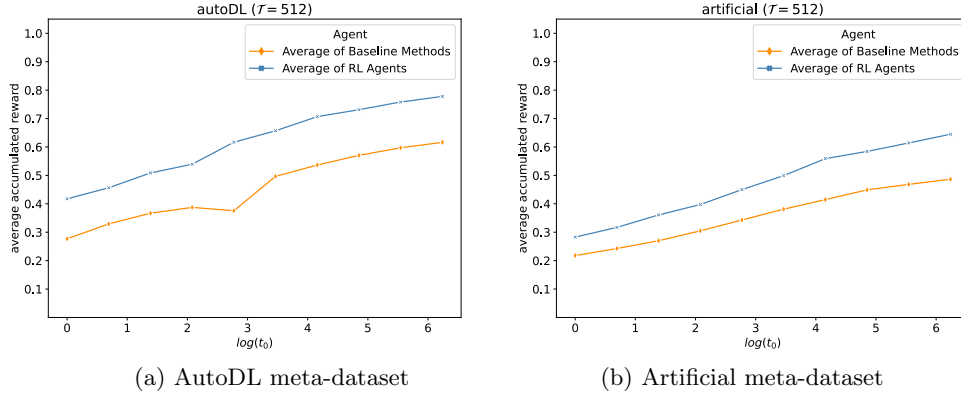 autoDL (𝒯 = 512)
1.0
0.9
0.8
0.7
0.6
0.5
0.4
0.3
0.2
0.1
average accumulated reward
Agent
Average of Baseline Methods
Average of RL Agents
0 1 2 3 4 5 6
log(t₀)
(a) AutoDL meta-dataset
artificial (𝒯 = 512)
1.0
0.9
0.8
0.7
0.6
0.5
0.4
0.3
0.2
0.1
average accumulated reward
Agent
Average of Baseline Methods
Average of RL Agents
0 1 2 3 4 5 6
log(t₀)
(b) Artificial meta-dataset